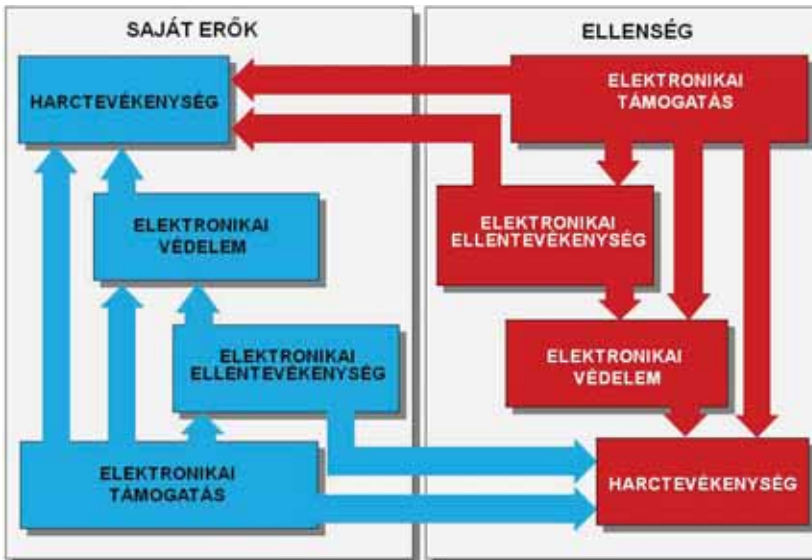 SAJÁT ERŐK
HARCTEVÉKENYSÉG
ELEKTRONIKAI
VÉDELEM
ELEKTRONIKAI
ELLENTEVÉKENYSÉG
ELEKTRONIKAI
TÁMOGATÁS
ELLENSÉG
ELEKTRONIKAI
TÁMOGATÁS
ELEKTRONIKAI
ELLENTEVÉKENYSÉG
ELEKTRONIKAI
VÉDELEM
HARCTEVÉKENYSÉG